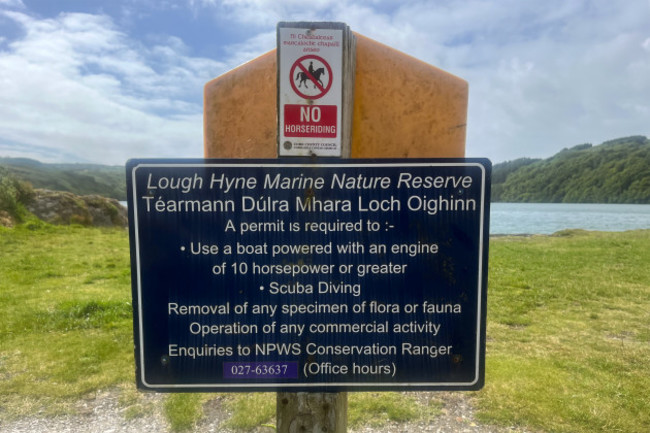 NO
HORSERIDING
Lough Hyne Marine Nature Reserve
Téarmann Dúlra Mhara Loch Oighinn
A permit is required to :-
• Use a boat powered with an engine
of 10 horsepower or greater
• Scuba Diving
Removal of any specimen of flora or fauna
Operation of any commercial activity
Enquiries to NPWS Conservation Ranger
027-63637 (Office hours)